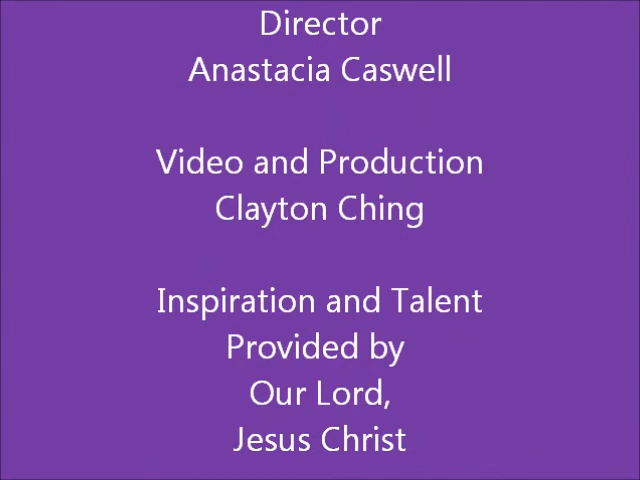 Director
Anastacia Caswell
Video and Production
Clayton Ching
Inspiration and Talent
Provided by
Our Lord,
Jesus Christ